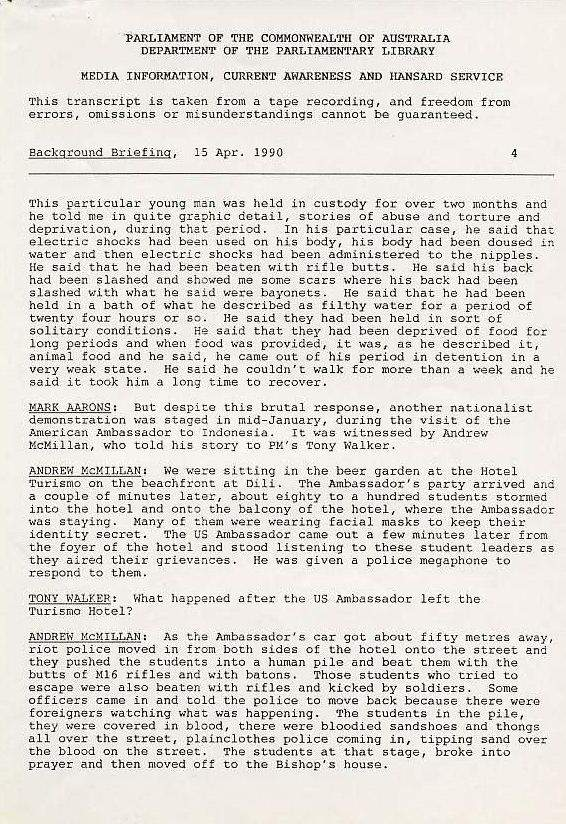 PARLIAMENT OF THE COMMONWEALTH OF AUSTRALIA
DEPARTMENT OF THE PARLIAMENTARY LIBRARY
MEDIA INFORMATION, CURRENT AWARENESS AND HANSARD SERVICE
This transcript is taken from a tape recording, and freedom from
errors, omissions or misunderstandings cannot be guaranteed.
Background Briefing, 15 Apr. 1990 4
This particular young man was held in custody for over two months and
he told me in quite graphic detail, stories of abuse and torture and
deprivation, during that period. In his particular case, he said that
electric shocks had been used on his body, his body had been doused in
water and then electric shocks had been administered to the nipples.
He said that he had been beaten with rifle butts. He said his back
had been slashed and showed me some scars where his back had been
slashed with what he said were bayonets. He said that he had been
held in a bath of what he described as filthy water for a period of
twenty four hours or so. He said they had been held in sort of
solitary conditions. He said that they had been deprived of food for
long periods and when food was provided, it was, as he described it,
animal food and he said, he came out of his period in detention in a
very weak state. He said he couldn't walk for more than a week and he
said it took him a long time to recover.
MARK AARONS: But despite this brutal response, another nationalist
demonstration was staged in mid-January, during the visit of the
American Ambassador to Indonesia. It was witnessed by Andrew
McMillan, who told his story to PM's Tony Walker.
ANDREW McMILLAN: We were sitting in the beer garden at the Hotel
Turismo on the beachfront at Dili. The Ambassador's party arrived and
a couple of minutes later, about eighty to a hundred students stormed
into the hotel and onto the balcony of the hotel, where the Ambassador
was staying. Many of them were wearing facial masks to keep their
identity secret. The US Ambassador came out a few minutes later from
the foyer of the hotel and stood listening to these student leaders as
they aired their grievances. He was given a police megaphone to
respond to them.
TONY WALKER: What happened after the US Ambassador left the
Turismo Hotel?
ANDREW McMILLAN: As the Ambassador's car got about fifty metres away,
riot police moved in from both sides of the hotel onto the street and
they pushed the students into a human pile and beat them with the
butts of M16 rifles and with batons. Those students who tried to
escape were also beaten with rifles and kicked by soldiers. Some
officers came in and told the police to move back because there were
foreigners watching what was happening. The students in the pile,
they were covered in blood, there were bloodied sandshoes and thongs
all over the street, plainclothes police coming in, tipping sand over
the blood on the street. The students at that stage, broke into
prayer and then moved off to the Bishop's house.